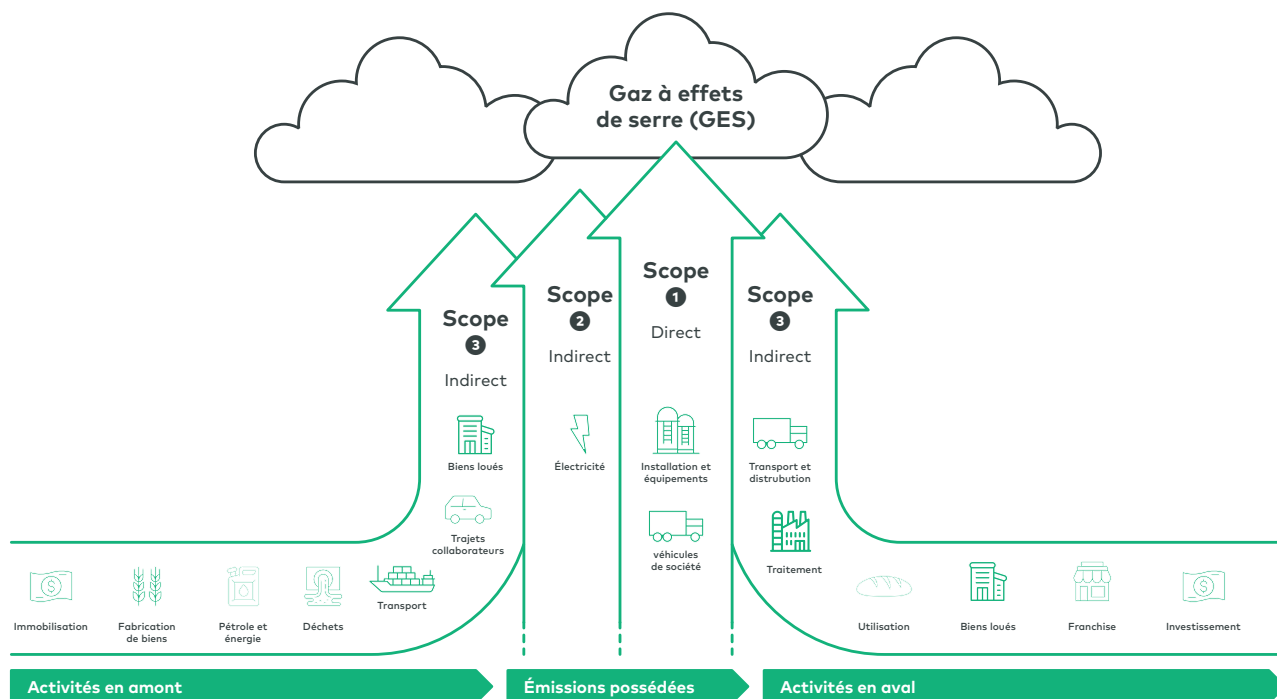 Gaz à effets
de serre (GES)
Scope
3
Indirect
Biens loués
Trajets
collaborateurs
Transport
Immobilisation
Fabrication
de biens
Pétrole et
énergie
Déchets
Scope
2
Indirect
Électricité
Scope
1
Direct
Installation et
équipements
véhicules
de société
Scope
3
Indirect
Transport et
distrubution
Traitement
Utilisation
Biens loués
Franchise
Investissement
Activités en amont
Émissions possédées
Activités en aval